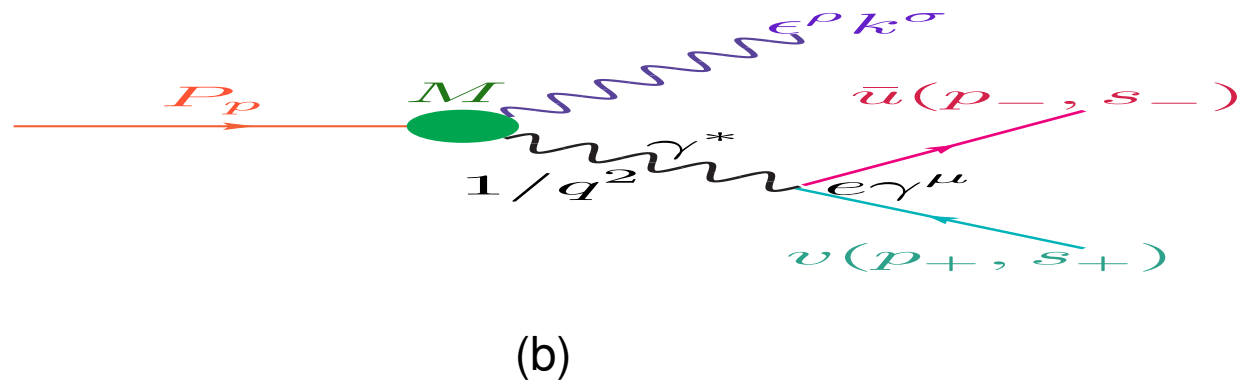 ϵ^ρ k^σ
P_p
M
ū(p_−, s_−)
γ*
1/q²
eγ^μ
v(p_+, s_+)
(b)